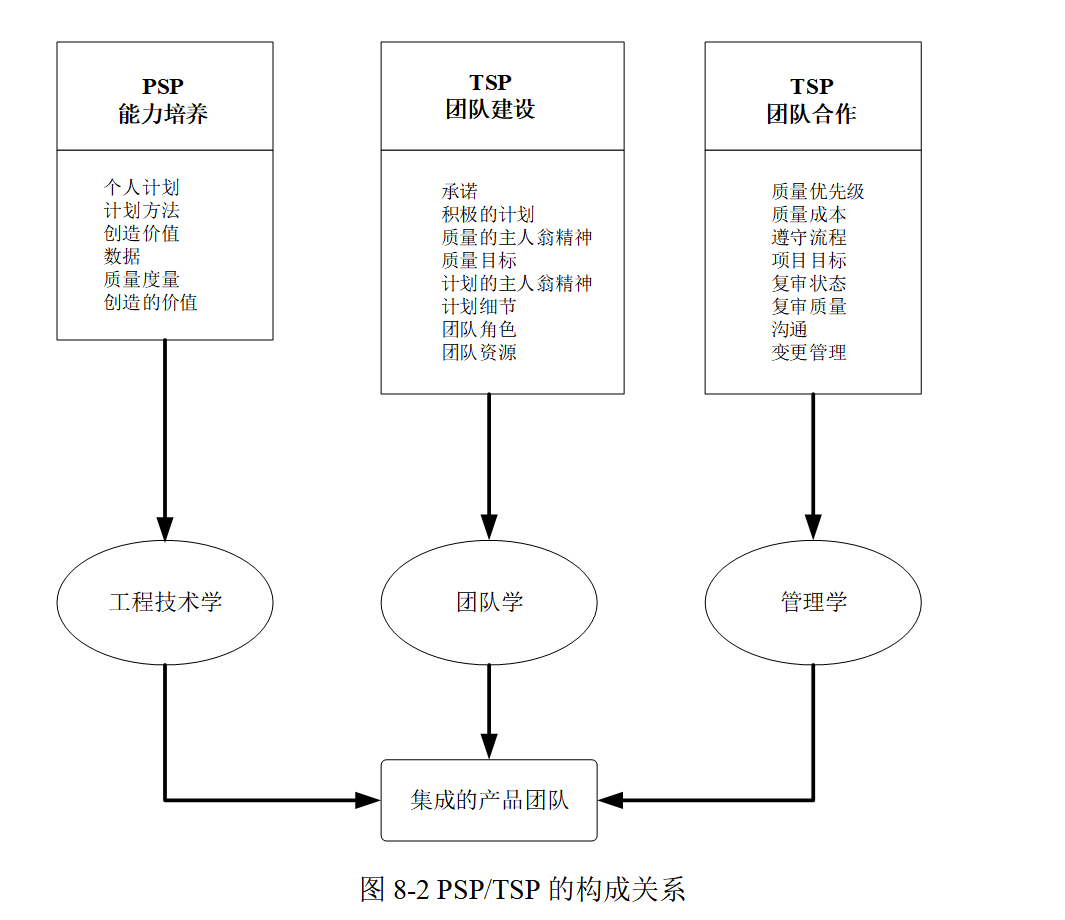 PSP
能力培养
个人计划
计划方法
创造价值
数据
质量度量
创造的价值
TSP
团队建设
承诺
积极的计划
质量的主人翁精神
质量目标
计划的主人翁精神
计划细节
团队角色
团队资源
TSP
团队合作
质量优先级
质量成本
遵守流程
项目目标
复审状态
复审质量
沟通
变更管理
工程技术学
团队学
管理学
集成的产品团队
图 8-2 PSP/TSP 的构成关系